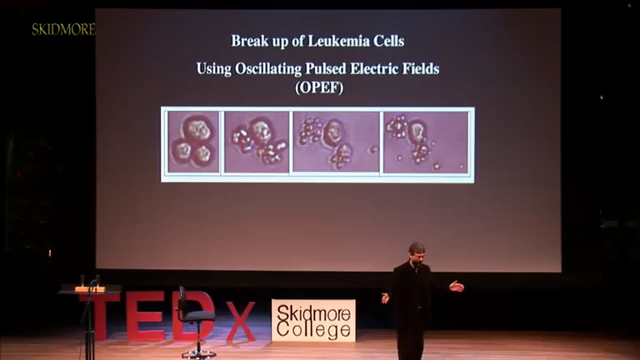 SKIDMORE
Break up of Leukemia Cells
Using Oscillating Pulsed Electric Fields
(OPEF)
TEDx
Skidmore
College